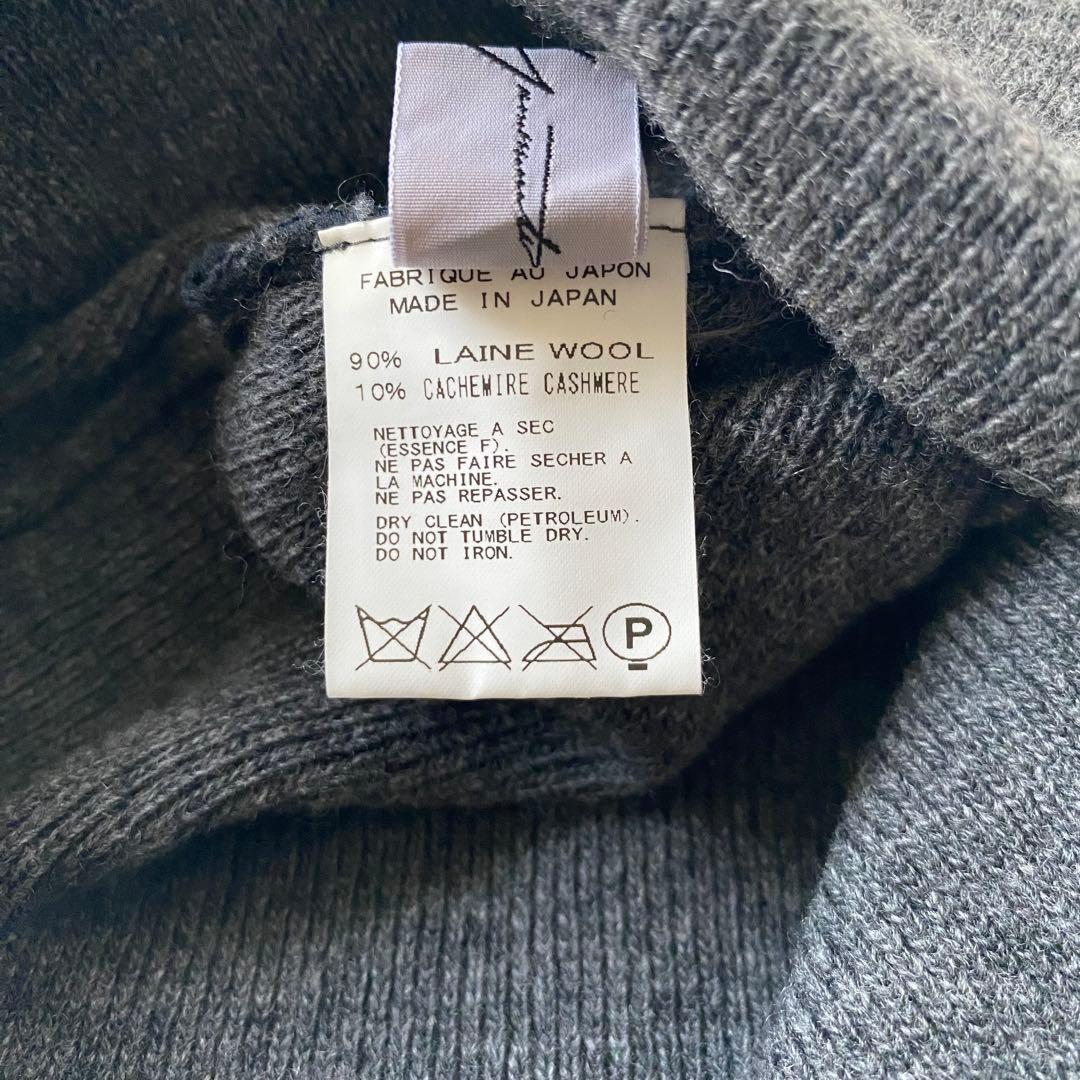 FABRIQUE AU JAPON
MADE IN JAPAN
90% LAINE WOOL
10% CACHEMIRE CASHMERE
NETTOYAGE A SEC
(ESSENCE F).
NE PAS FAIRE SECHER A
LA MACHINE.
NE PAS REPASSER.
DRY CLEAN (PETROLEUM).
DO NOT TUMBLE DRY.
DO NOT IRON.
P